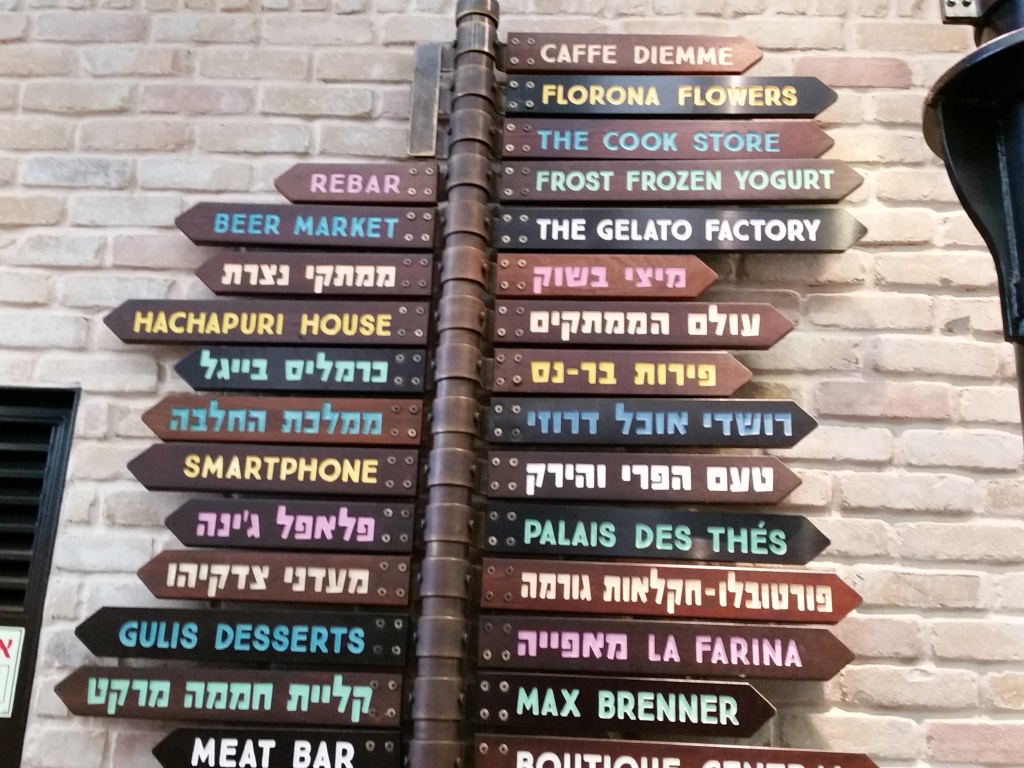 CAFFE DIEMME
FLORONA FLOWERS
THE COOK STORE
FROST FROZEN YOGURT
THE GELATO FACTORY
מיצי בשוק
עולם הממתקים
פירות בר-נס
רושדי אוכל דרוזי
טעם הפרי והירק
PALAIS DES THÉS
פורטובלו-חקלאות גורמה
מאפייה LA FARINA
MAX BRENNER
BOUTIQUE CENTRAL
REBAR
BEER MARKET
ממתקי נצרת
HACHAPURI HOUSE
כרמלים בייגל
ממלכת החלבה
SMARTPHONE
פלאפל ג'ינה
מעדני צדקיהו
GULIS DESSERTS
קליית חממה מרקט
MEAT BAR